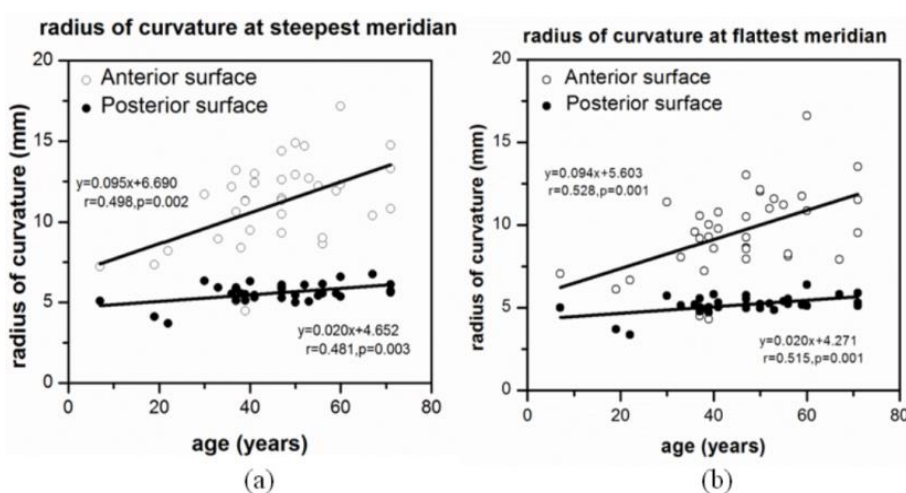 radius of curvature at steepest meridian
20
15
10
5
0
0 20 40 60 80
radius of curvature (mm)
age (years)
Anterior surface
Posterior surface
y=0.095x+6.690
r=0.498,p=0.002
y=0.020x+4.652
r=0.481,p=0.003
(a)
radius of curvature at flattest meridian
20
15
10
5
0
0 20 40 60 80
radius of curvature (mm)
age (years)
Anterior surface
Posterior surface
y=0.094x+5.603
r=0.528,p=0.001
y=0.020x+4.271
r=0.515,p=0.001
(b)